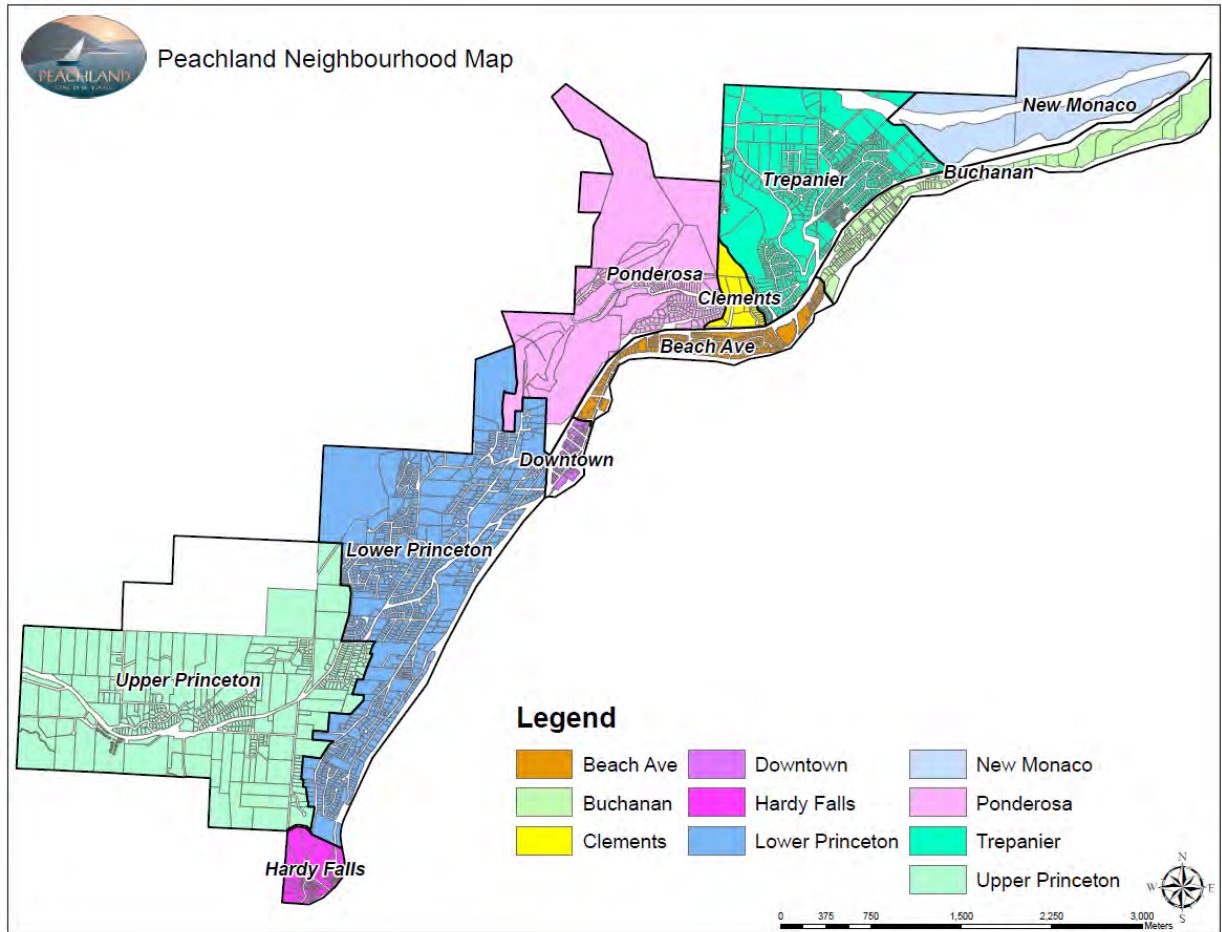 PEACHLAND
ON THE LAKE
Peachland Neighbourhood Map
New Monaco
Trepanier
Buchanan
Ponderosa
Clements
Beach Ave
Downtown
Lower Princeton
Upper Princeton
Hardy Falls
Legend
Beach Ave
Buchanan
Clements
Downtown
Hardy Falls
Lower Princeton
New Monaco
Ponderosa
Trepanier
Upper Princeton
N
W E
S
0 375 750 1,500 2,250 3,000
Meters